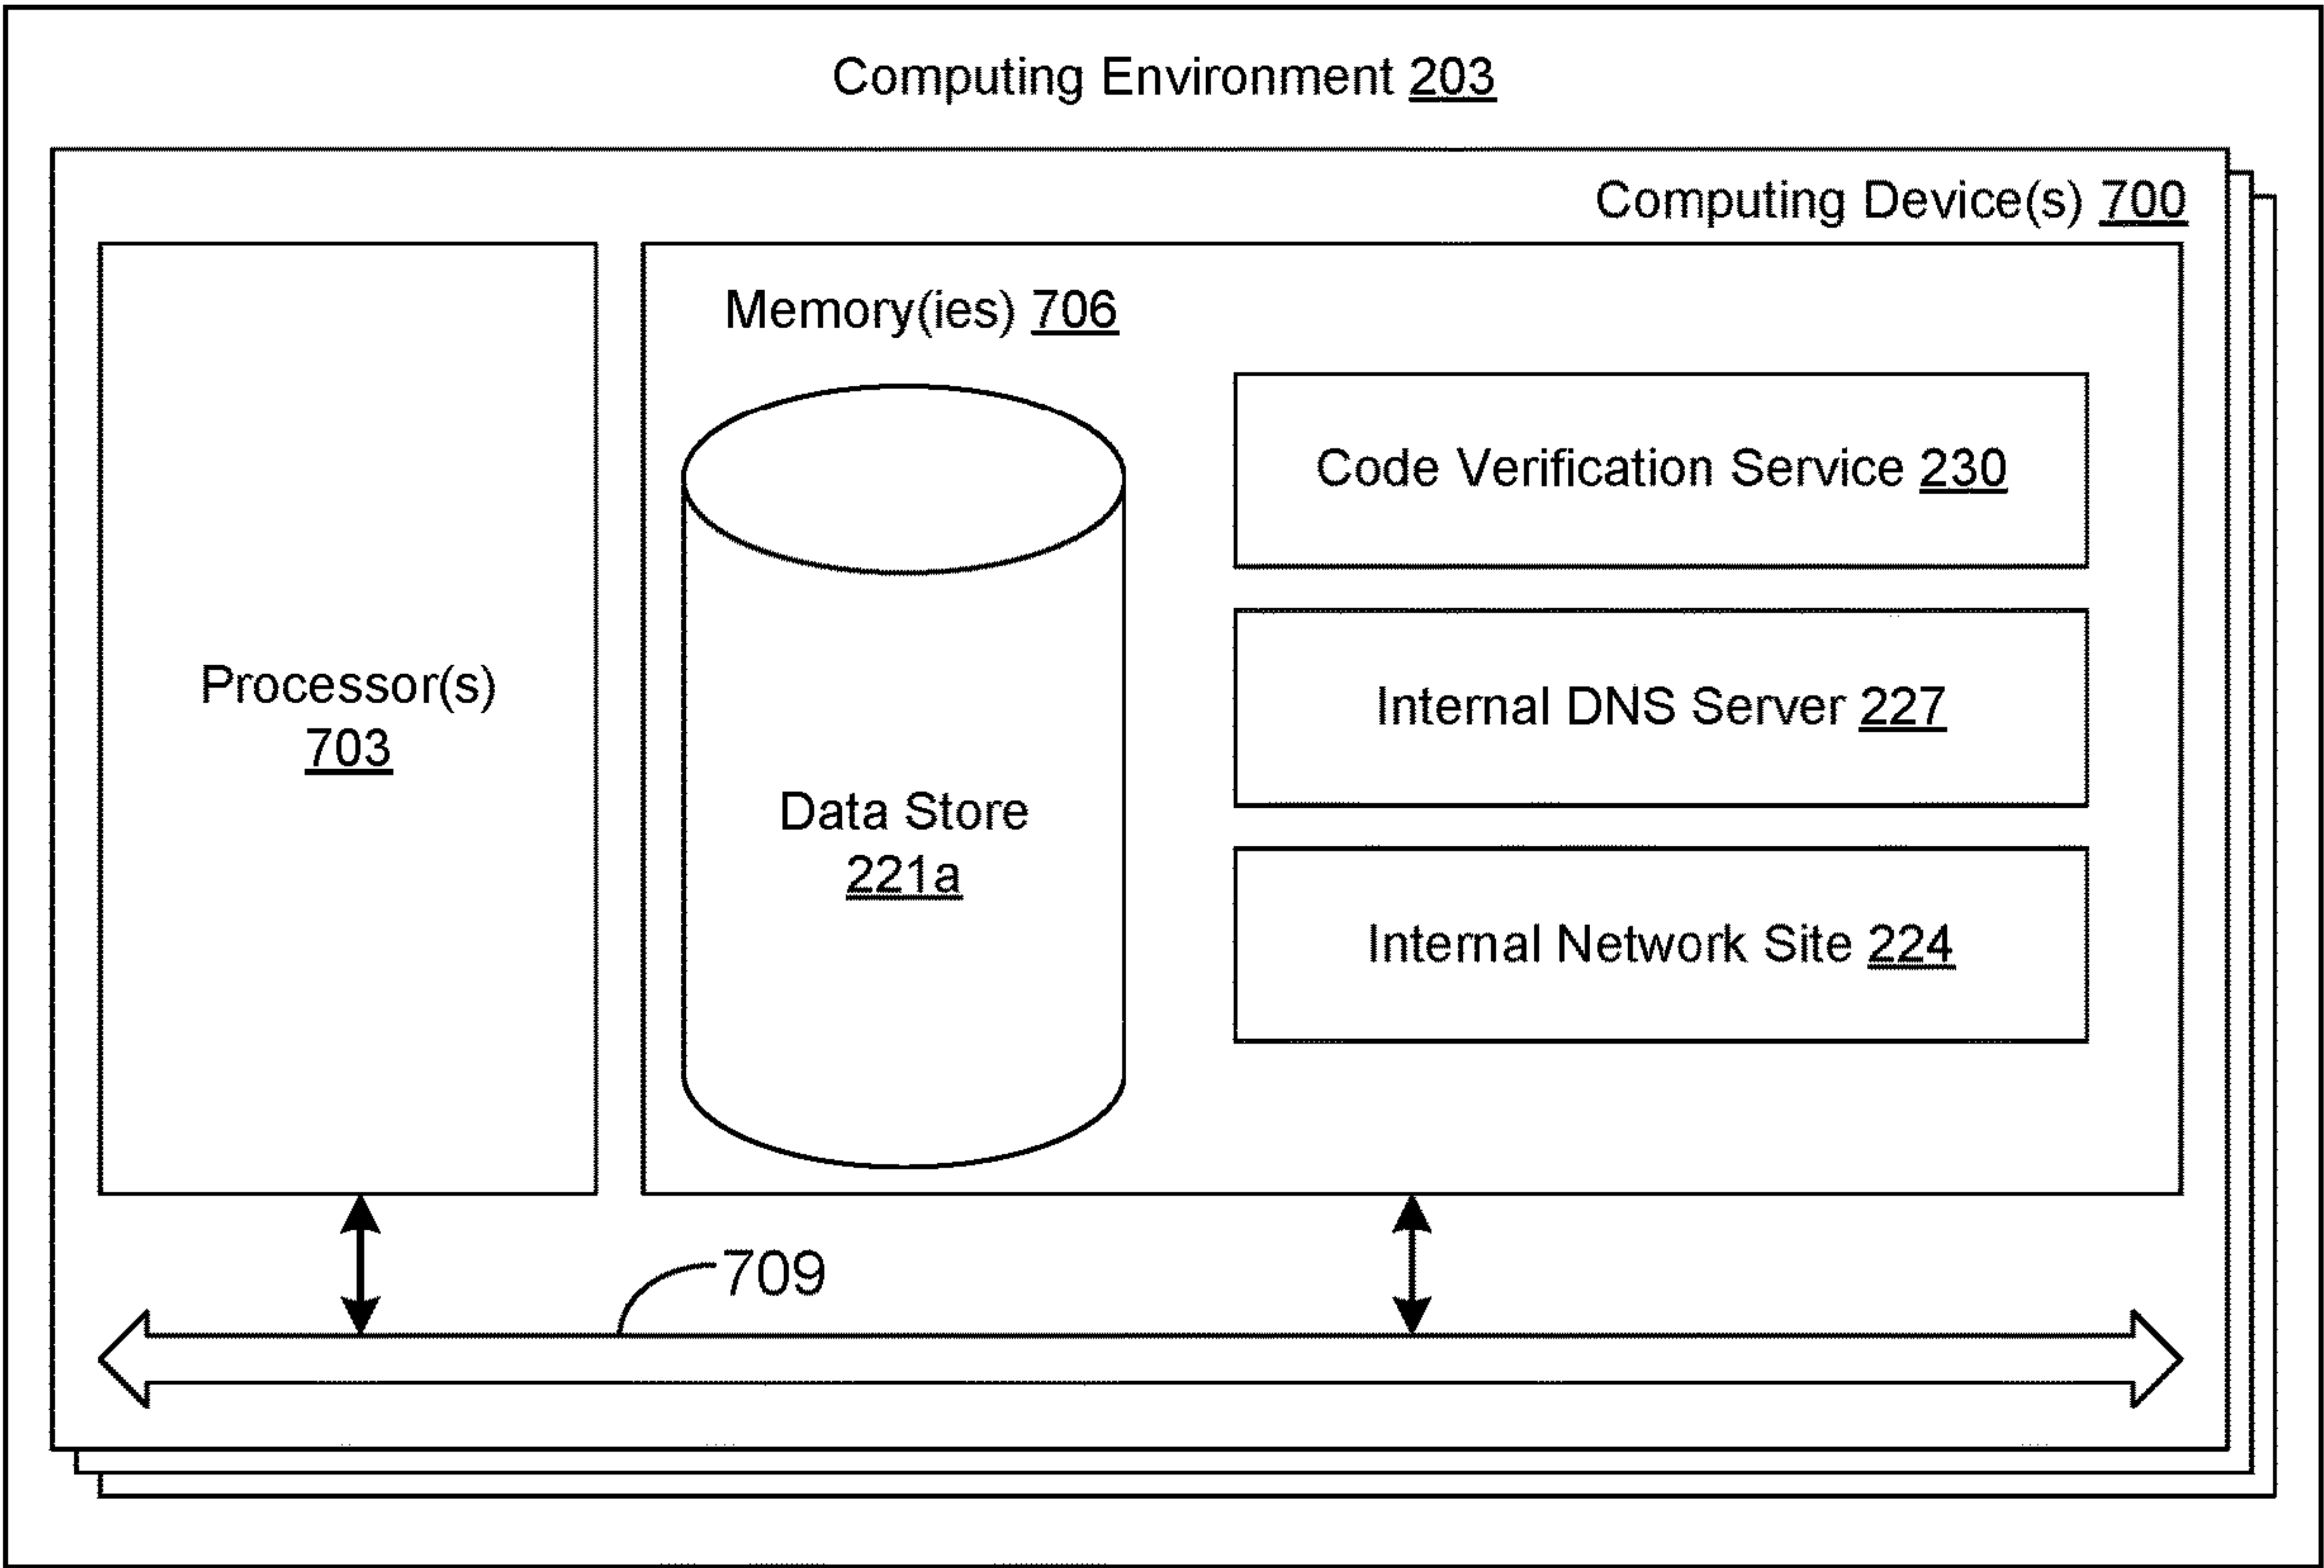 Computing Environment 203
Computing Device(s) 700
Processor(s)
703
Memory(ies) 706
Data Store
221a
Code Verification Service 230
Internal DNS Server 227
Internal Network Site 224
709